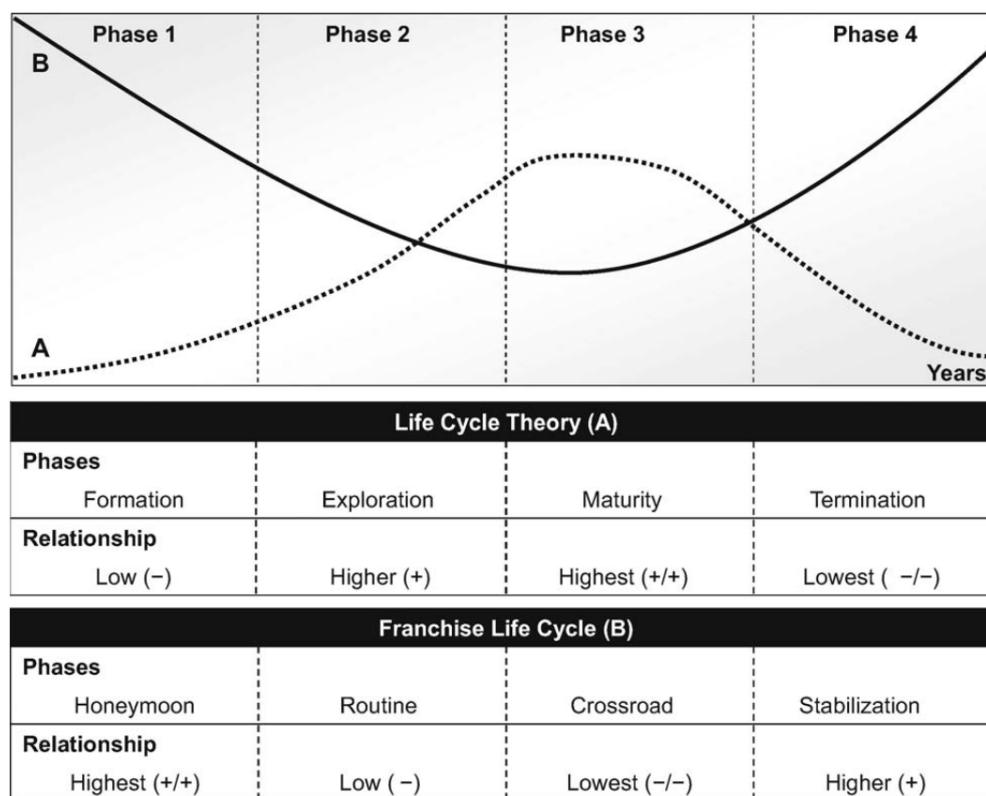 Phase 1 Phase 2 Phase 3 Phase 4
B
A
Years
Life Cycle Theory (A)
Phases
Formation Exploration Maturity Termination
Relationship
Low (−) Higher (+) Highest (+/+) Lowest ( −/−)
Franchise Life Cycle (B)
Phases
Honeymoon Routine Crossroad Stabilization
Relationship
Highest (+/+) Low ( −) Lowest (−/−) Higher (+)